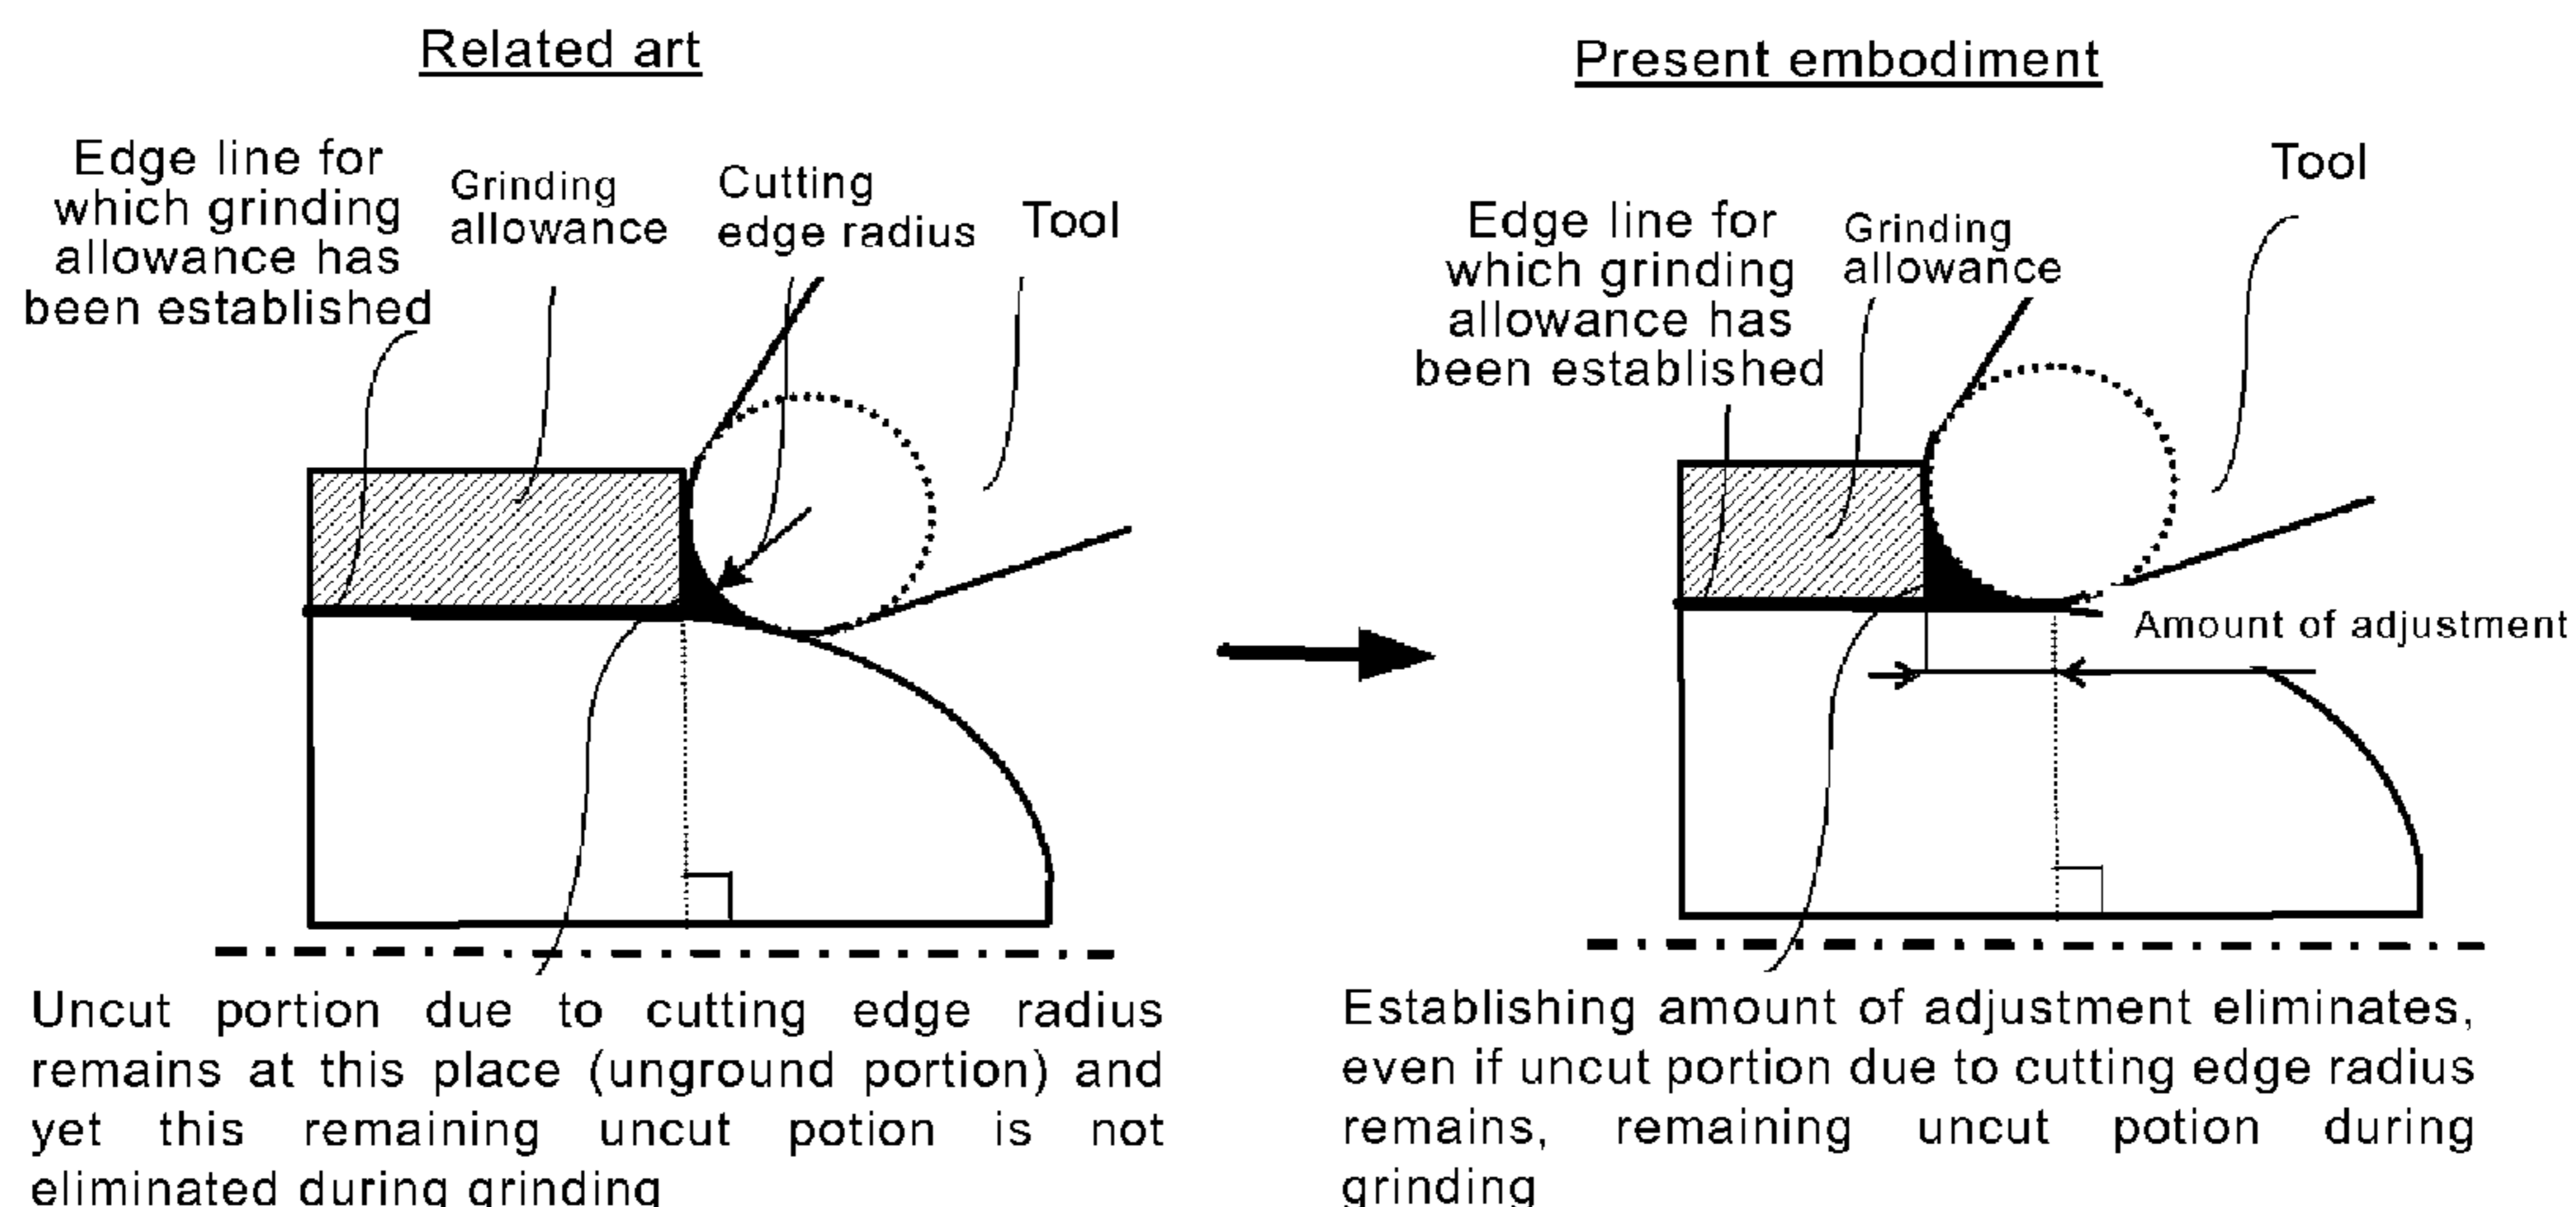 Related art
Edge line for
which grinding
allowance has
been established
Grinding
allowance
Cutting
edge radius
Tool
Uncut portion due to cutting edge radius
remains at this place (unground portion) and
yet this remaining uncut potion is not
eliminated during grinding
Present embodiment
Edge line for
which grinding
allowance has
been established
Grinding
allowance
Tool
Amount of adjustment
Establishing amount of adjustment eliminates,
even if uncut portion due to cutting edge radius
remains, remaining uncut potion during
grinding